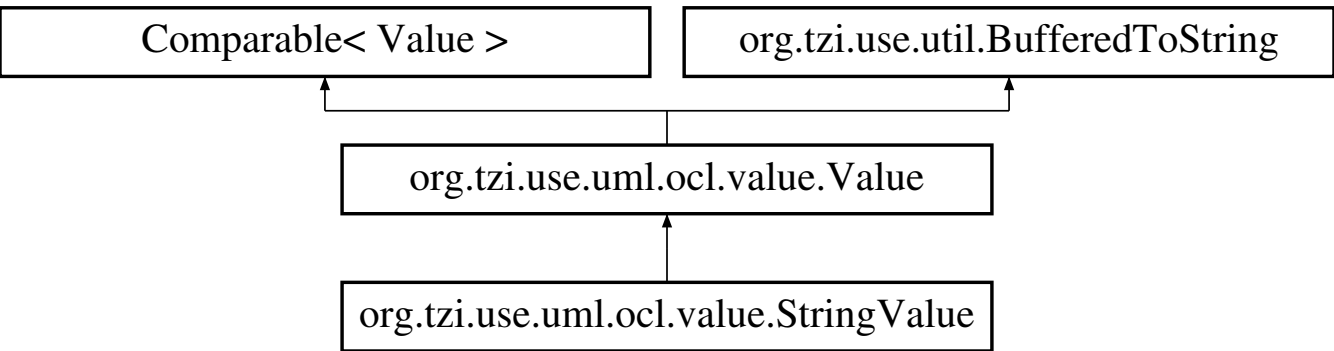 Comparable< Value >
org.tzi.use.util.BufferedToString
org.tzi.use.uml.ocl.value.Value
org.tzi.use.uml.ocl.value.StringValue